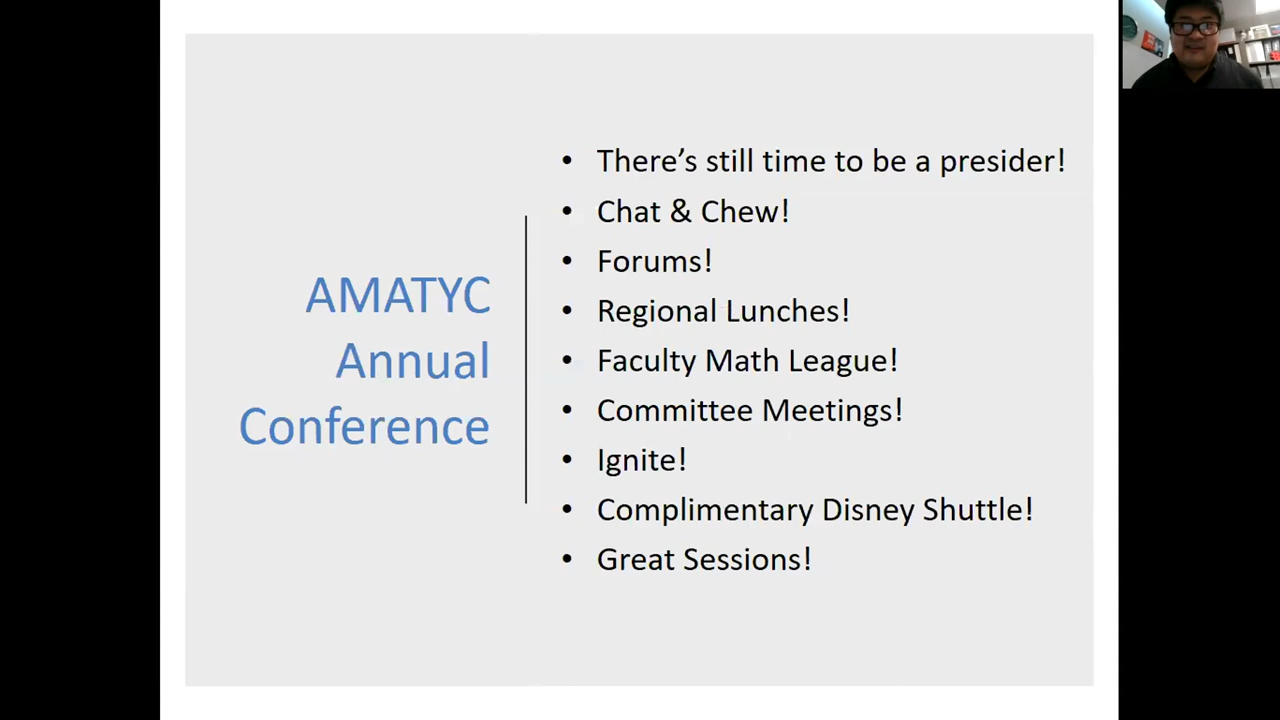 AMATYC
Annual
Conference
• There’s still time to be a presider!
• Chat & Chew!
• Forums!
• Regional Lunches!
• Faculty Math League!
• Committee Meetings!
• Ignite!
• Complimentary Disney Shuttle!
• Great Sessions!